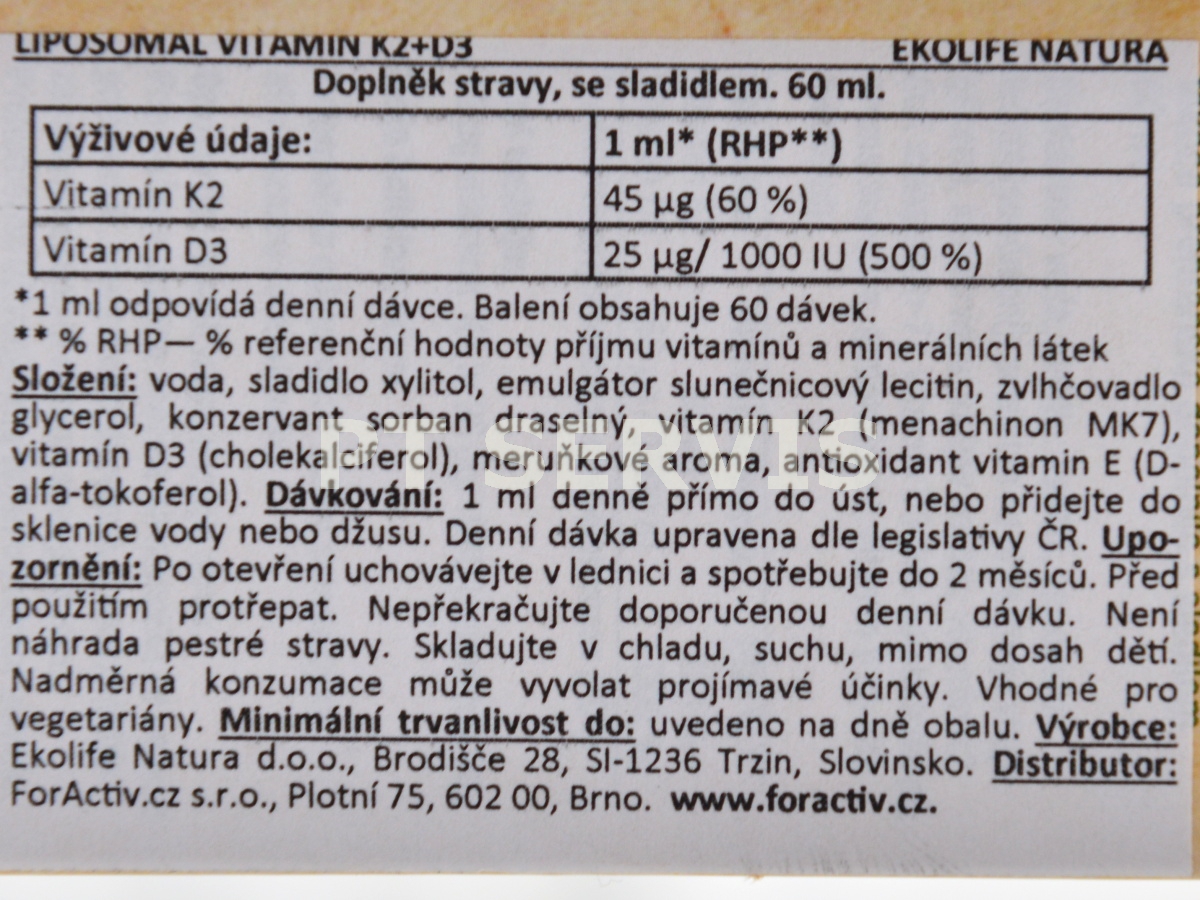 LIPOSOMAL VITAMIN K2+D3 EKOLIFE NATURA
Doplněk stravy, se sladidlem. 60 ml.
Výživové údaje: 1 ml* (RHP**)
Vitamín K2 45 µg (60 %)
Vitamín D3 25 µg/ 1000 IU (500 %)
*1 ml odpovídá denní dávce. Balení obsahuje 60 dávek.
** % RHP— % referenční hodnoty příjmu vitamínů a minerálních látek
Složení: voda, sladidlo xylitol, emulgátor slunečnicový lecitin, zvlhčovadlo
glycerol, konzervant sorban draselný, vitamín K2 (menachinon MK7),
vitamín D3 (cholekalciferol), meruňkové aroma, antioxidant vitamin E (D-
alfa-tokoferol). Dávkování: 1 ml denně přímo do úst, nebo přidejte do
sklenice vody nebo džusu. Denní dávka upravena dle legislativy ČR. Upo-
zornění: Po otevření uchovávejte v lednici a spotřebujte do 2 měsíců. Před
použitím protřepat. Nepřekračujte doporučenou denní dávku. Není
náhrada pestré stravy. Skladujte v chladu, suchu, mimo dosah dětí.
Nadměrná konzumace může vyvolat projímavé účinky. Vhodné pro
vegetariány. Minimální trvanlivost do: uvedeno na dně obalu. Výrobce:
Ekolife Natura d.o.o., Brodišče 28, SI-1236 Trzin, Slovinsko. Distributor:
ForActiv.cz s.r.o., Plotní 75, 602 00, Brno. www.foractiv.cz.
PT SERVIS